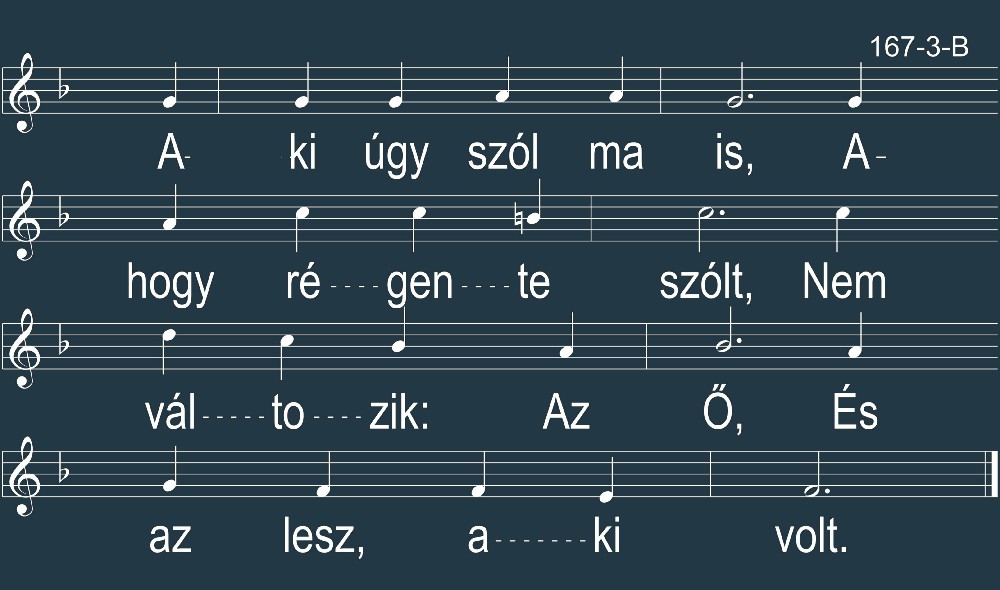 167-3-B
A- ki úgy szól ma is, A-
hogy ré----gen----te szólt, Nem
vál-----to----zik: Az Ő, És
az lesz, a-------ki volt.